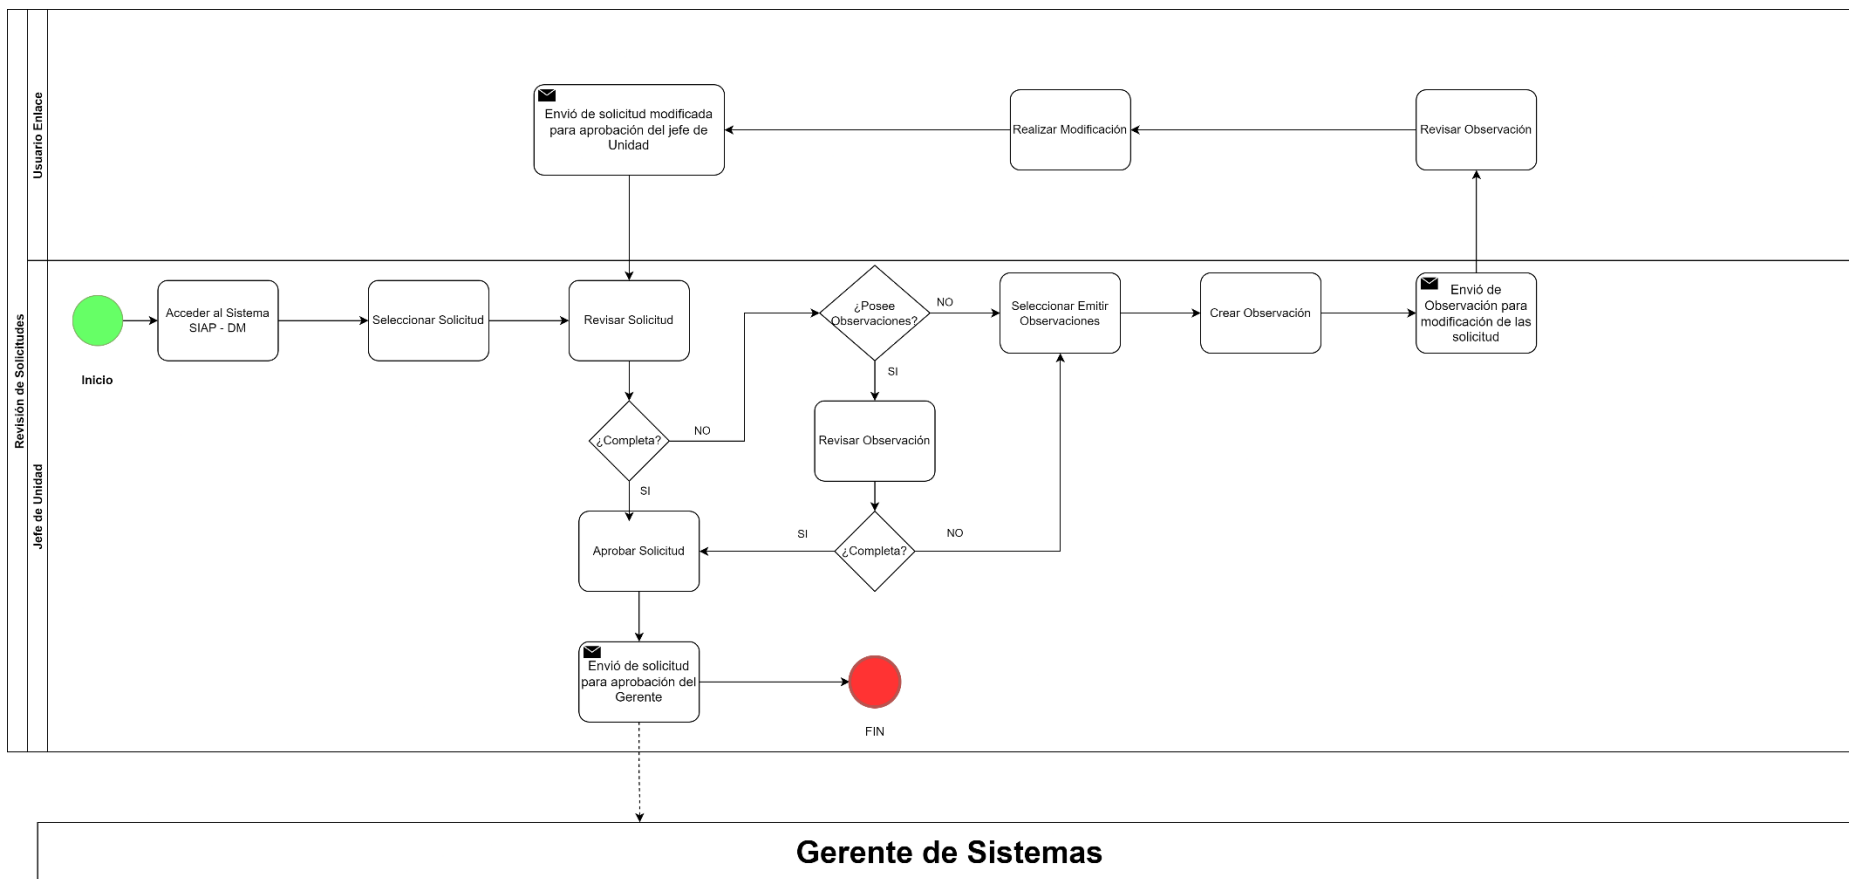 Revisión de Solicitudes
Usuario Enlace
Envió de solicitud modificada
para aprobación del jefe de
Unidad
Realizar Modificación
Revisar Observación
Jefe de Unidad
Inicio
Acceder al Sistema
SIAP - DM
Seleccionar Solicitud
Revisar Solicitud
¿Completa?
NO
SI
¿Posee
Observaciones?
NO
SI
Seleccionar Emitir
Observaciones
Crear Observación
Envió de
Observación para
modificación de las
solicitud
Revisar Observación
¿Completa?
SI
NO
Aprobar Solicitud
Envió de solicitud
para aprobación del
Gerente
FIN
Gerente de Sistemas